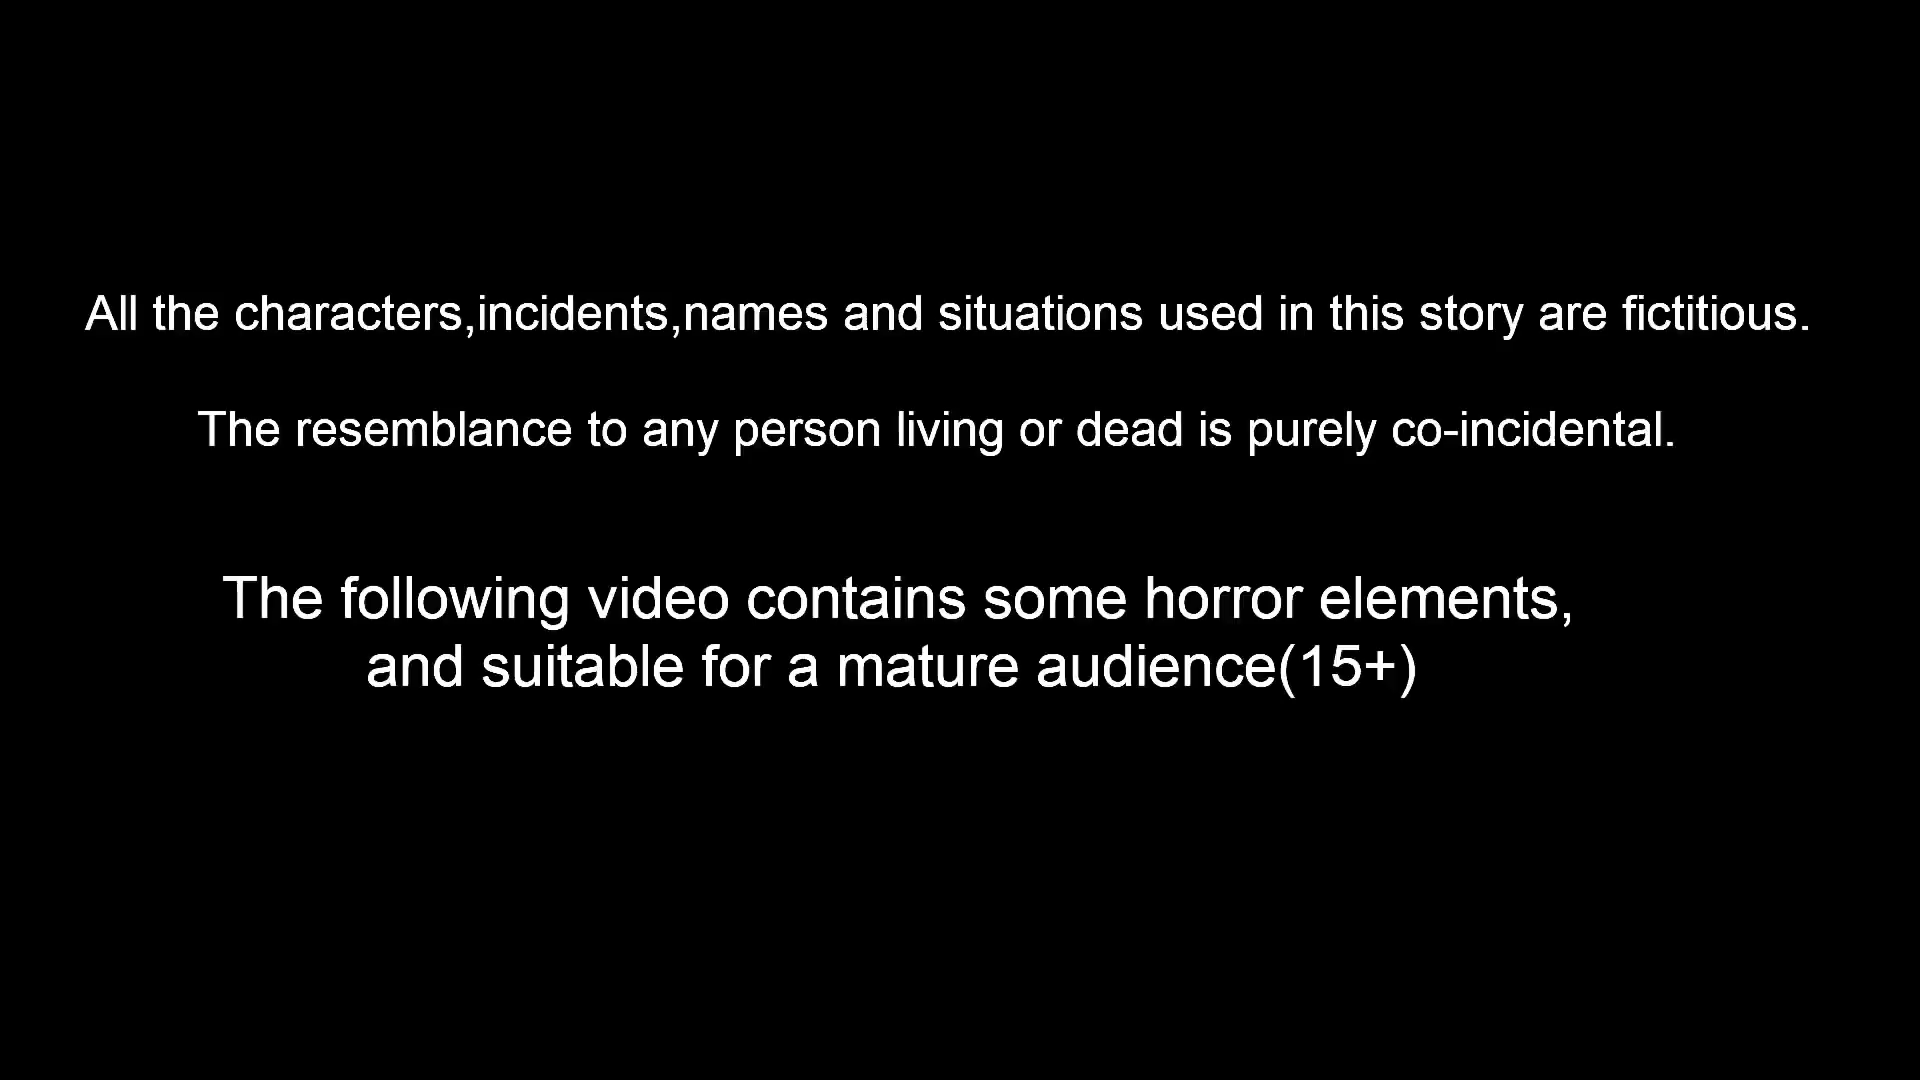 All the characters,incidents,names and situations used in this story are fictitious.
The resemblance to any person living or dead is purely co-incidental.
The following video contains some horror elements,
and suitable for a mature audience(15+)